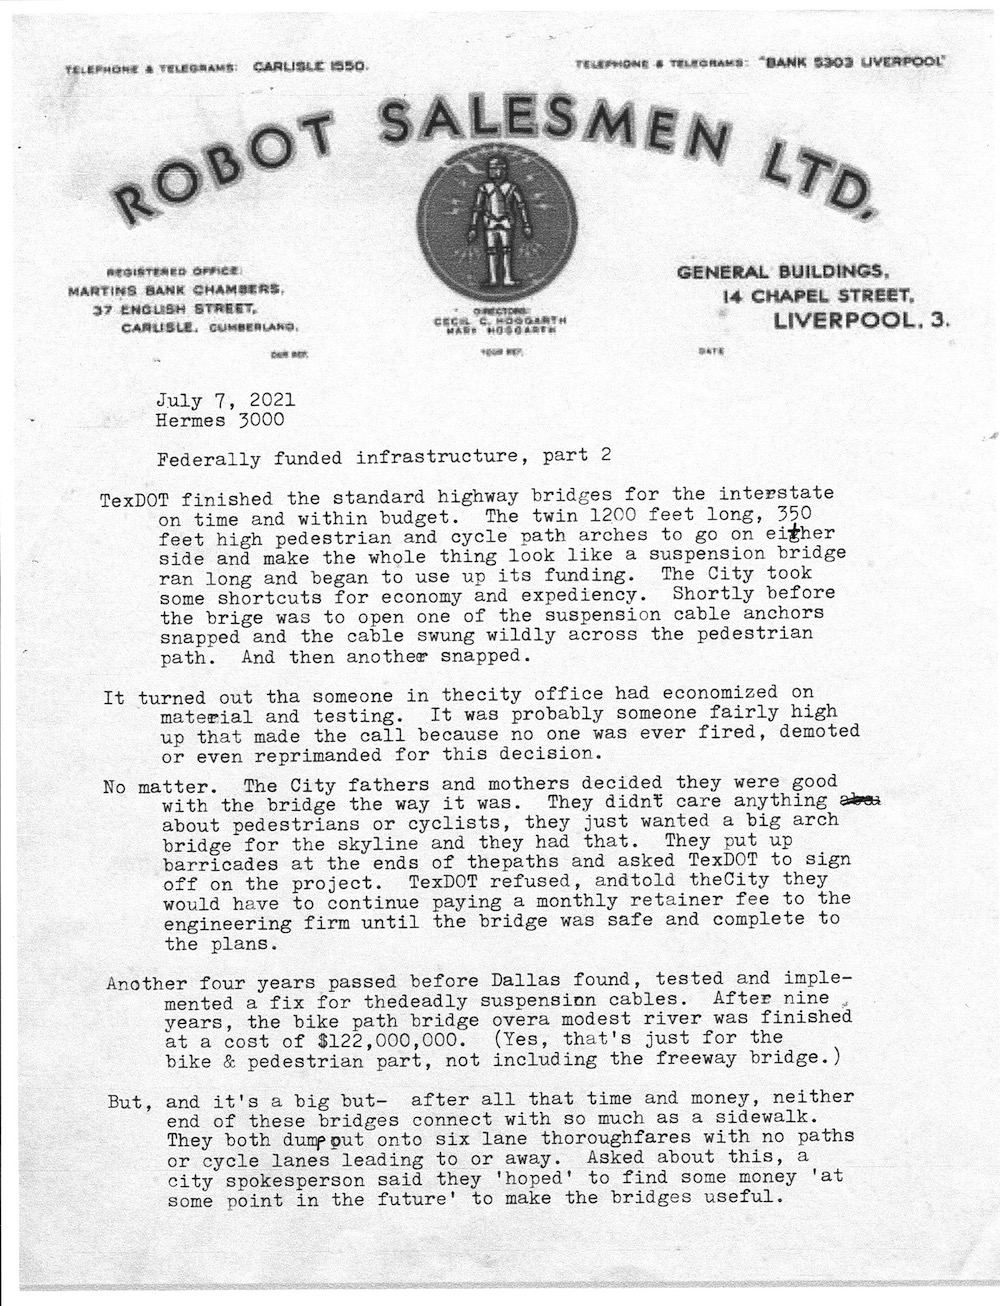 TELEPHONE & TELEGRAMS: CARLISLE 1550.
TELEPHONE & TELEGRAMS: "BANK 5303 LIVERPOOL"
ROBOT SALESMEN LTD,
REGISTERED OFFICE:
MARTINS BANK CHAMBERS,
37 ENGLISH STREET,
CARLISLE, CUMBERLAND.
DIRECTORS:
CECIL C. HOGGARTH
MARY HOGGARTH
GENERAL BUILDINGS,
14 CHAPEL STREET,
LIVERPOOL. 3.
OUR REF.
YOUR REF.
DATE
July 7, 2021
Hermes 3000
Federally funded infrastructure, part 2
TexDOT finished the standard highway bridges for the interstate
on time and within budget. The twin 1200 feet long, 350
feet high pedestrian and cycle path arches to go on either
side and make the whole thing look like a suspension bridge
ran long and began to use up its funding. The City took
some shortcuts for economy and expediency. Shortly before
the brige was to open one of the suspension cable anchors
snapped and the cable swung wildly across the pedestrian
path. And then another snapped.
It turned out tha someone in thecity office had economized on
material and testing. It was probably someone fairly high
up that made the call because no one was ever fired, demoted
or even reprimanded for this decision.
No matter. The City fathers and mothers decided they were good
with the bridge the way it was. They didn't care anything abou
about pedestrians or cyclists, they just wanted a big arch
bridge for the skyline and they had that. They put up
barricades at the ends of thepaths and asked TexDOT to sign
off on the project. TexDOT refused, andtold theCity they
would have to continue paying a monthly retainer fee to the
engineering firm until the bridge was safe and complete to
the plans.
Another four years passed before Dallas found, tested and imple-
mented a fix for thedeadly suspension cables. After nine
years, the bike path bridge overa modest river was finished
at a cost of $122,000,000. (Yes, that's just for the
bike & pedestrian part, not including the freeway bridge.)
But, and it's a big but- after all that time and money, neither
end of these bridges connect with so much as a sidewalk.
They both dump out onto six lane thoroughfares with no paths
or cycle lanes leading to or away. Asked about this, a
city spokesperson said they 'hoped' to find some money 'at
some point in the future' to make the bridges useful.